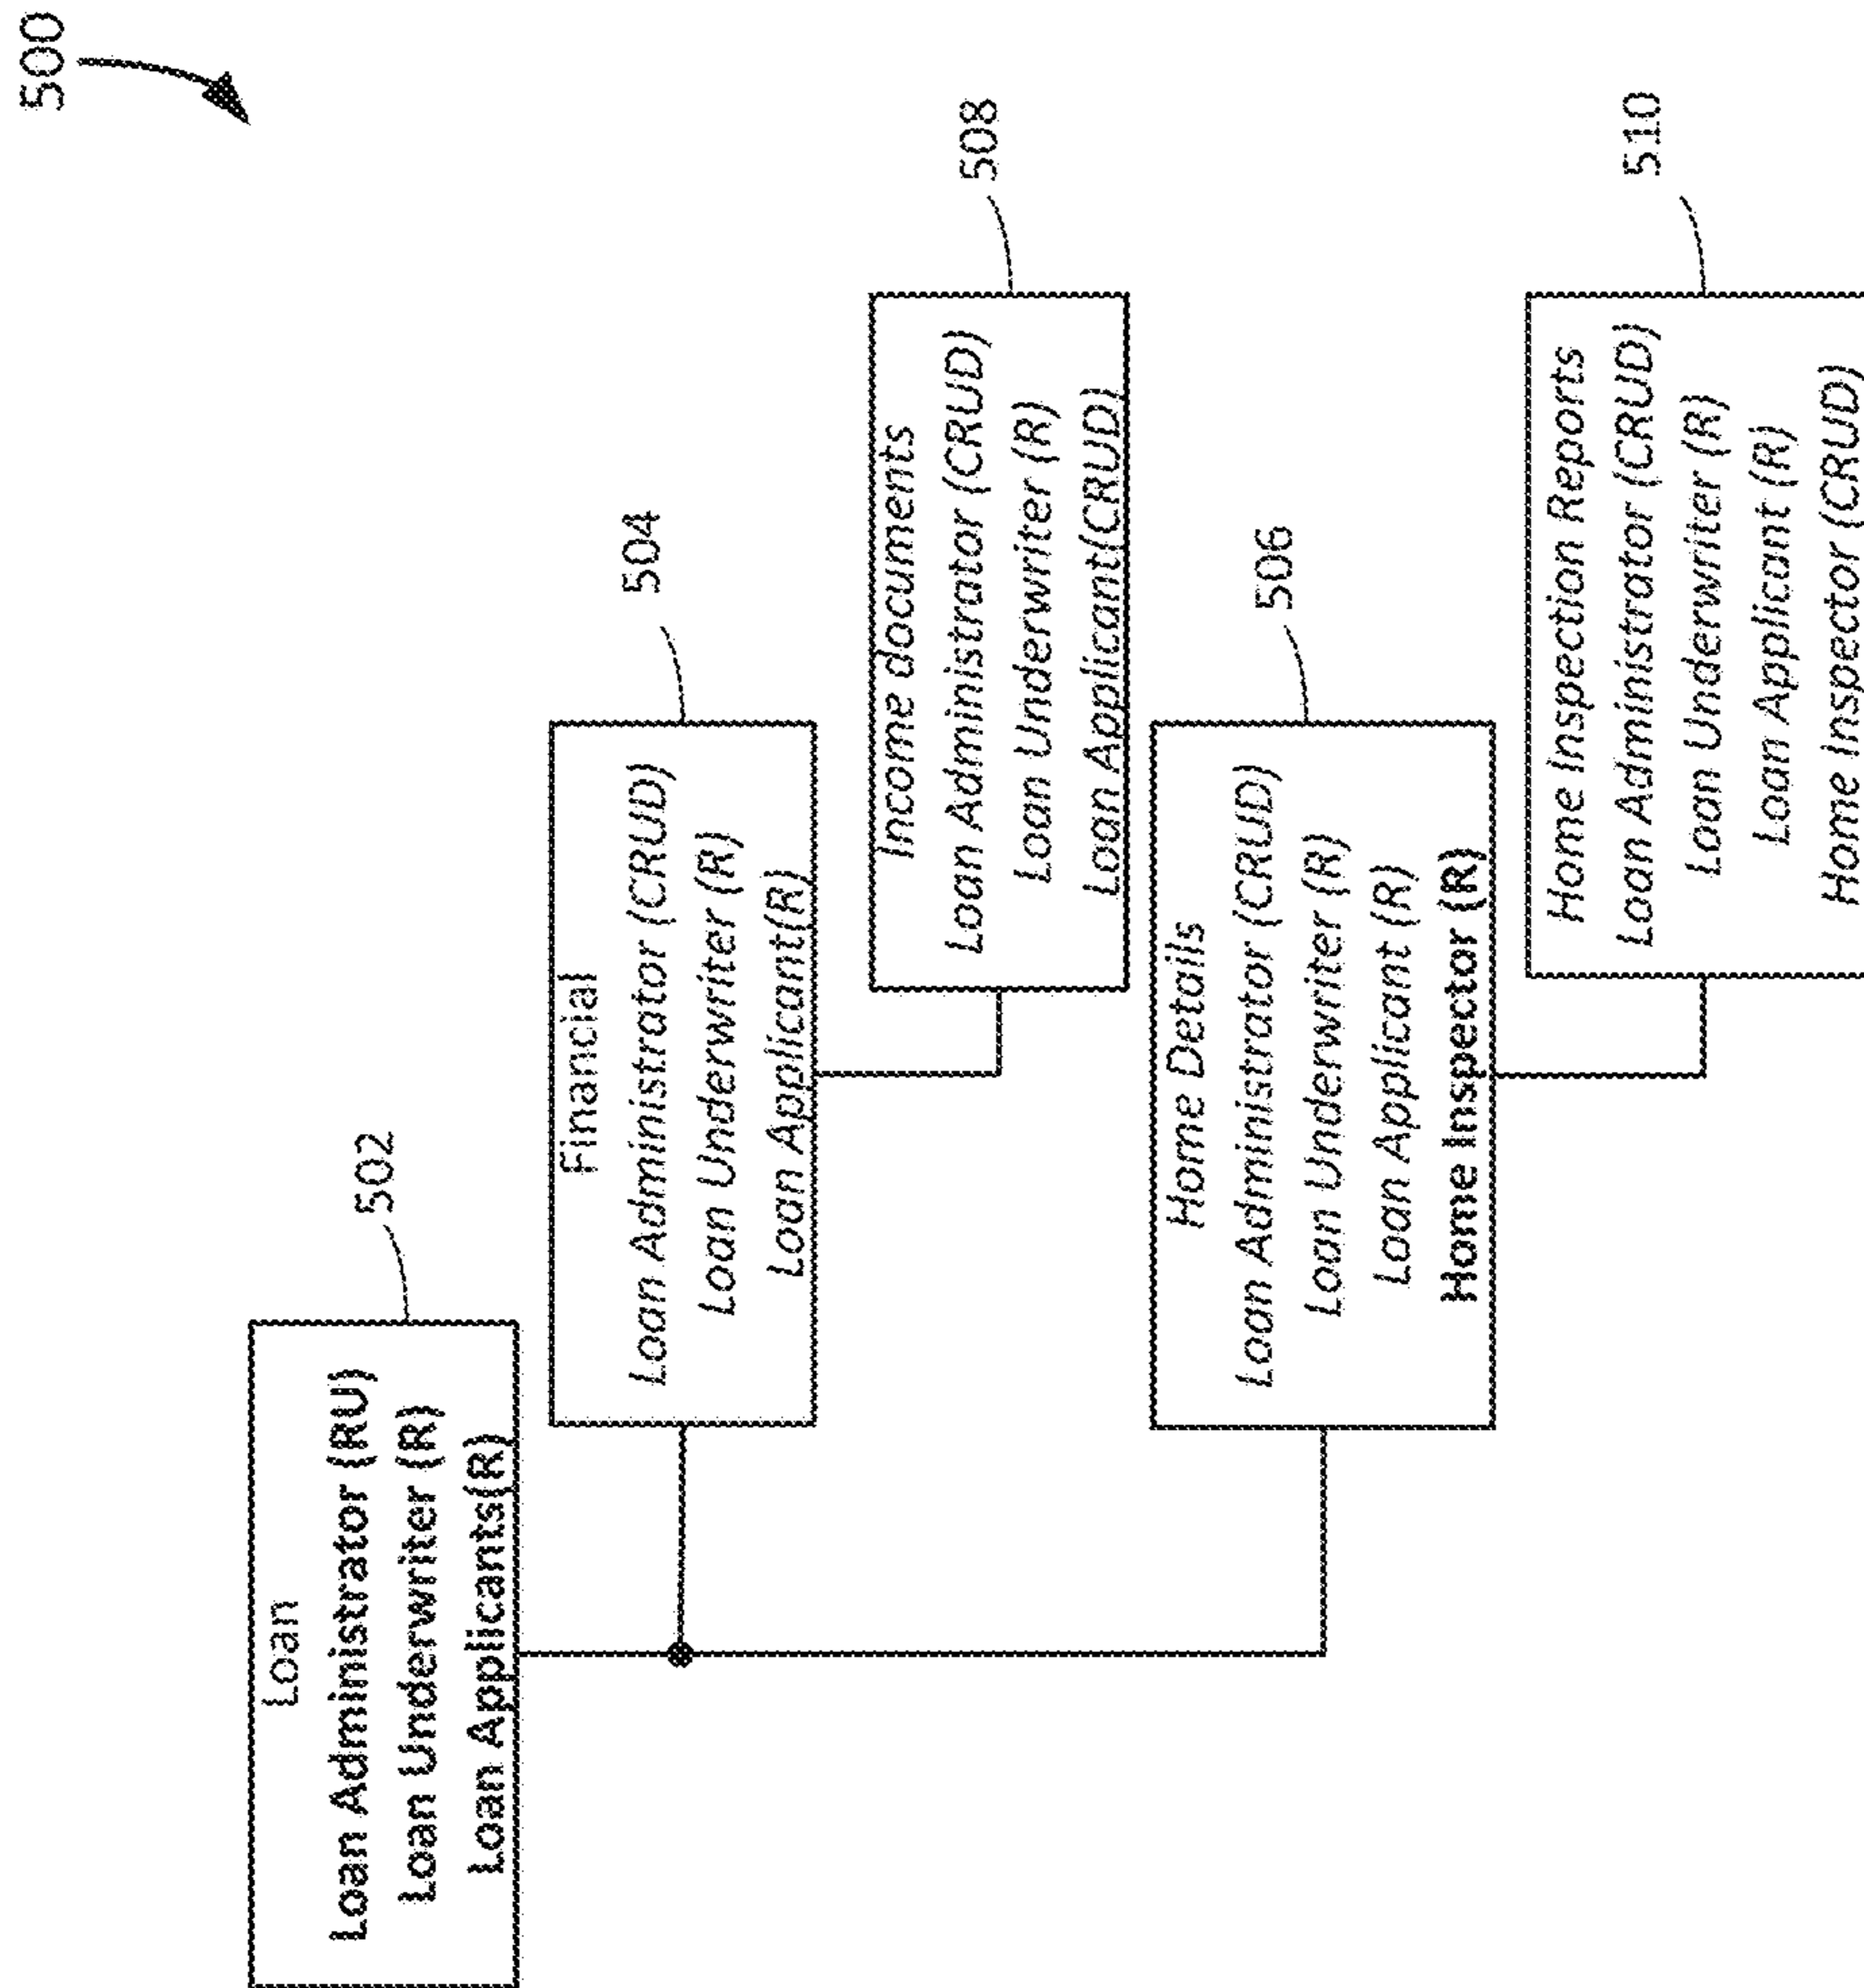 500
502
Loan
Loan Administrator (RU)
Loan Underwriter (R)
Loan Applicants(R)
504
Financial
Loan Administrator (CRUD)
Loan Underwriter (R)
Loan Applicant(R)
508
Income documents
Loan Administrator (CRUD)
Loan Underwriter (R)
Loan Applicant(CRUD)
506
Home Details
Loan Administrator (CRUD)
Loan Underwriter (R)
Loan Applicant (R)
Home Inspector (R)
510
Home Inspection Reports
Loan Administrator (CRUD)
Loan Underwriter (R)
Loan Applicant (R)
Home Inspector (CRUD)